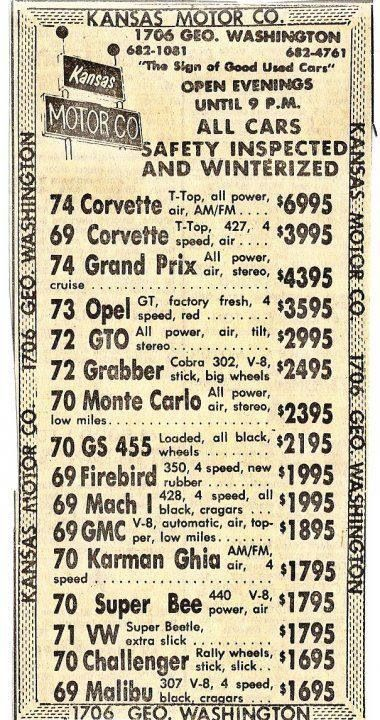 KANSAS MOTOR CO.
1706 GEO. WASHINGTON
682-1081 682-4761
"The Sign of Good Used Cars"
Kansas
MOTOR CO
OPEN EVENINGS
UNTIL 9 P.M.
ALL CARS
SAFETY INSPECTED
AND WINTERIZED
74 Corvette T-Top, all power, air, AM/FM .... $6995
69 Corvette T-Top, 427, 4 speed, air .... $3995
74 Grand Prix All power, air, stereo, cruise .... $4395
73 Opel GT, factory fresh, 4 speed, red .... $3595
72 GTO All power, air, tilt, stereo .... $2995
72 Grabber Cobra 302, V-8, stick, big wheels $2495
70 Monte Carlo All power, air, stereo, low miles .... $2395
70 GS 455 Loaded, all black, wheels .... $2195
69 Firebird 350, 4 speed, new rubber .... $1995
69 Mach I 428, 4 speed, all black, cragars ... $1995
69 GMC V-8, automatic, air, top-
per, low miles .... $1895
70 Karman Ghia AM/FM, air, 4 speed .... $1795
70 Super Bee 440 V-8, power, air $1795
71 VW Super Beetle, extra slick .... $1795
70 Challenger Rally wheels, stick, slick .. $1695
69 Malibu 307 V-8, 4 speed, black, cragars . $1695
1706 GEO. WASHINGTON
KANSAS MOTOR CO. 1706 GEO. WASHINGTON
KANSAS MOTOR CO. 1706 GEO. WASHINGTON